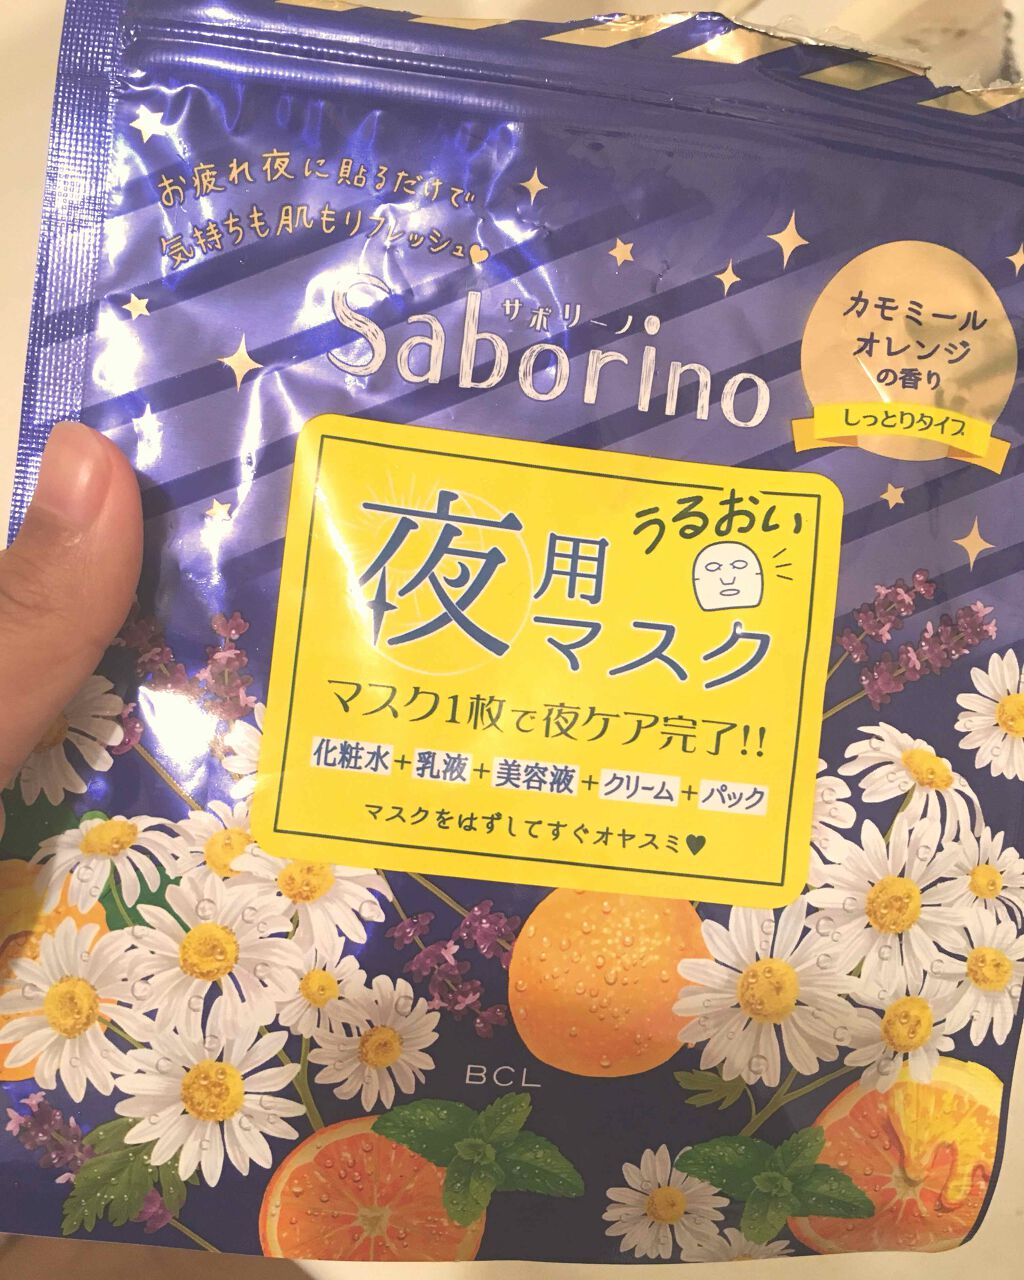 お疲れ夜に貼るだけで
気持ちも肌もリフレッシュ♥
サボリーノ
Saborino
カモミール
オレンジ
の香り
しっとりタイプ
うるおい
夜用
マスク
マスク1枚で夜ケア完了!!
化粧水+乳液+美容液+クリーム+パック
マスクをはずしてすぐオヤスミ♥
BCL